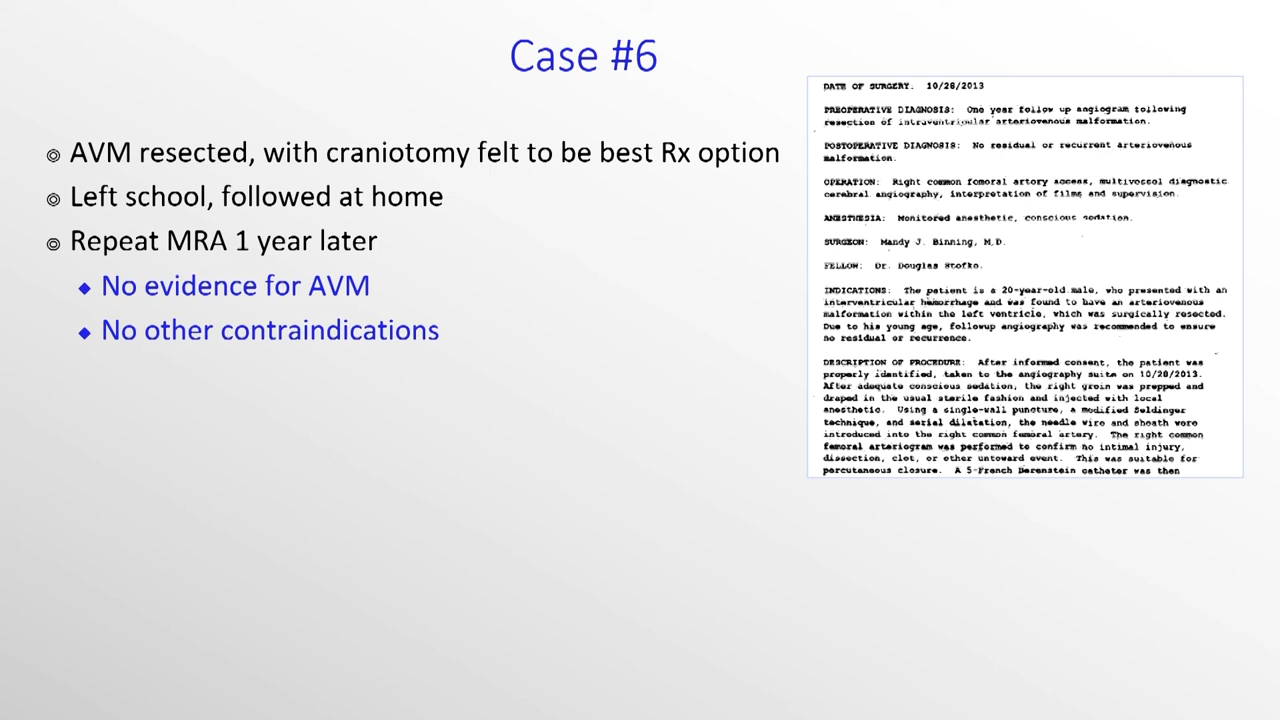 Case #6
AVM resected, with craniotomy felt to be best Rx option
Left school, followed at home
Repeat MRA 1 year later
No evidence for AVM
No other contraindications
DATE OF SURGERY. 10/28/2013
PREOPERATIVE DIAGNOSIS: One year follow up angiogram following
resection of intraventricular arteriovenous malformation.
POSTOPERATIVE DIAGNOSIS: No residual or recurrent arteriovenous
malformation.
OPERATION: Right common femoral artery access, multivessel diagnostic
cerebral angiography, interpretation of films and supervision.
ANESTHESIA: Monitored anesthetic, conscious sedation.
SURGEON: Mandy J. Binning, M.D.
FELLOW: Dr. Douglas Stofko.
INDICATIONS: The patient is a 20-year-old male, who presented with an
interventricular hemorrhage and was found to have an arteriovenous
malformation within the left ventricle, which was surgically resected.
Due to his young age, followup angiography was recommended to ensure
no residual or recurrence.
DESCRIPTION OF PROCEDURE: After informed consent, the patient was
properly identified, taken to the angiography suite on 10/28/2013.
After adequate conscious sedation, the right groin was prepped and
draped in the usual sterile fashion and injected with local
anesthetic. Using a single-wall puncture, a modified Seldinger
technique, and serial dilatation, the needle wire and sheath were
introduced into the right common femoral artery. The right common
femoral arteriogram was performed to confirm no intimal injury,
dissection, clot, or other untoward event. This was suitable for
percutaneous closure. A 5-French Berenstein catheter was then